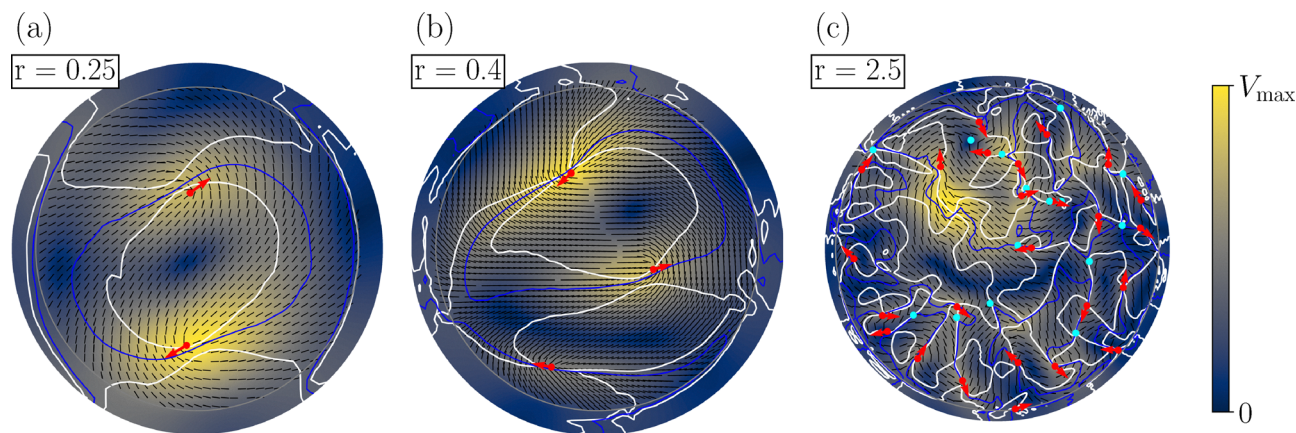 (a)
r = 0.25
(b)
r = 0.4
(c)
r = 2.5
V_max
0